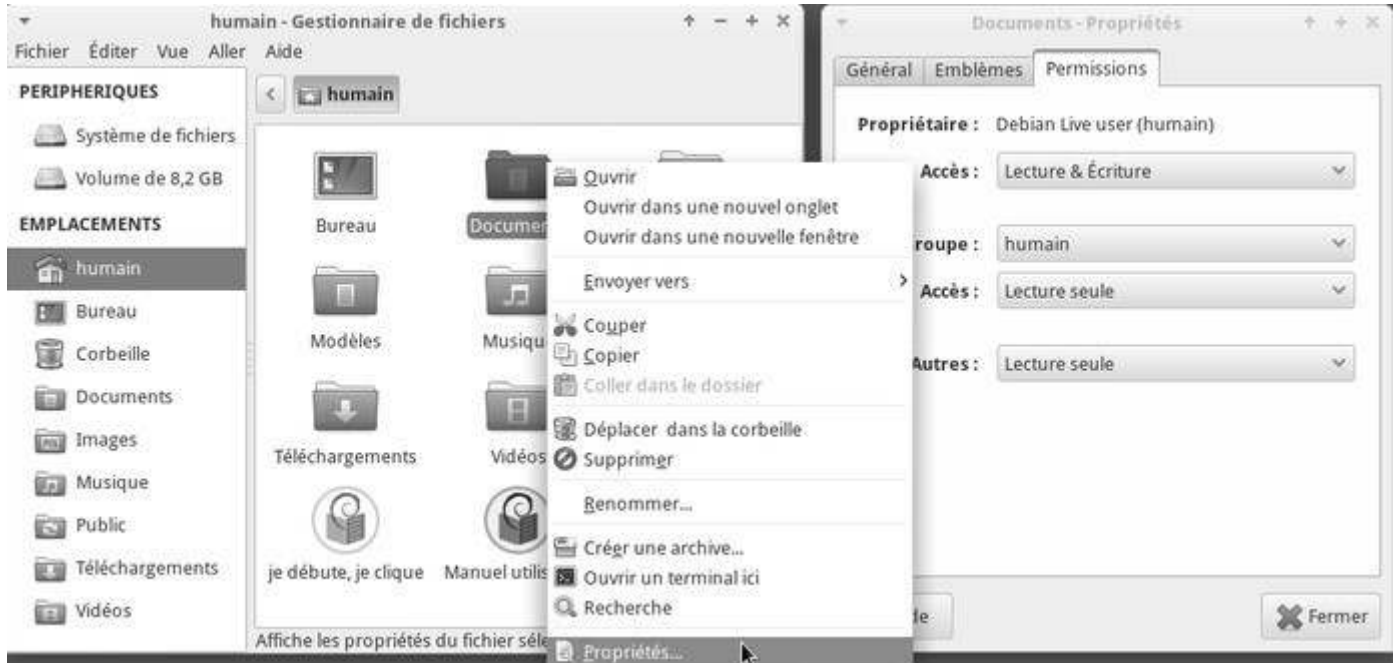 humain - Gestionnaire de fichiers
Fichier Éditer Vue Aller Aide
PERIPHERIQUES
Système de fichiers
Volume de 8,2 GB
EMPLACEMENTS
humain
Bureau
Corbeille
Documents
Images
Musique
Public
Téléchargements
Vidéos
humain
Bureau
Modèles
Téléchargements
Vidéos
je débute, je clique
Affiche les propriétés du fichier
Ouvrir
Ouvrir dans une nouvel onglet
Ouvrir dans une nouvelle fenêtre
Envoyer vers
Couper
Copier
Coller dans le dossier
Déplacer dans la corbeille
Supprimer
Renommer...
Créer une archive...
Ouvrir un terminal ici
Recherche
Propriétés...
Documents - Propriétés
Général Emblèmes Permissions
Propriétaire : Debian Live user (humain)
Accès : Lecture & Écriture
roupe : humain
Accès : Lecture seule
Autres : Lecture seule
Fermer